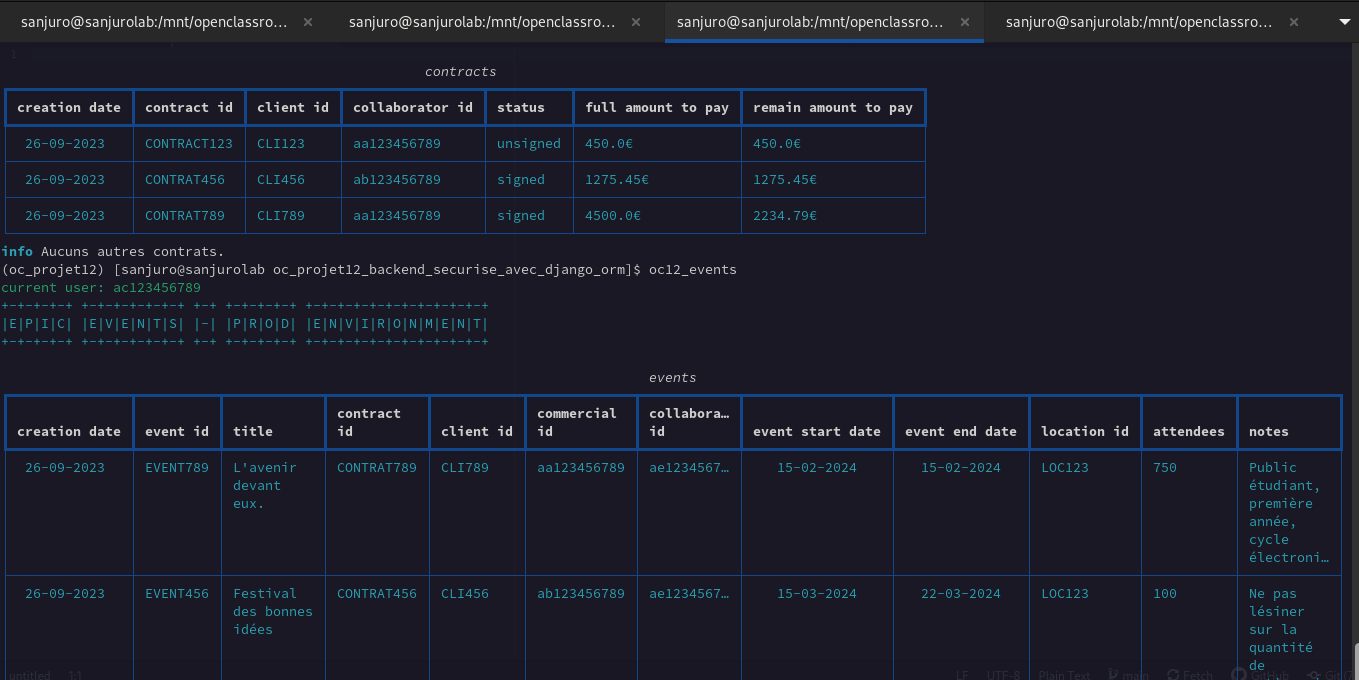 sanjuro@sanjurolab:/mnt/openclassro... × sanjuro@sanjurolab:/mnt/openclassro... × sanjuro@sanjurolab:/mnt/openclassro... × sanjuro@sanjurolab:/mnt/openclassro... ×
1
contracts
creation date contract id client id collaborator id status full amount to pay remain amount to pay
26-09-2023 CONTRACT123 CLI123 aa123456789 unsigned 450.0€ 450.0€
26-09-2023 CONTRAT456 CLI456 ab123456789 signed 1275.45€ 1275.45€
26-09-2023 CONTRAT789 CLI789 aa123456789 signed 4500.0€ 2234.79€
info Aucuns autres contrats.
(oc_projet12) [sanjuro@sanjurolab oc_projet12_backend_securise_avec_django_orm]$ oc12_events
current user: ac123456789
+-+-+-+-+ +-+-+-+-+-+-+ +-+ +-+-+-+-+ +-+-+-+-+-+-+-+-+-+-+-+
|E|P|I|C| |E|V|E|N|T|S| |-| |P|R|O|D| |E|N|V|I|R|O|N|M|E|N|T|
+-+-+-+-+ +-+-+-+-+-+-+ +-+ +-+-+-+-+ +-+-+-+-+-+-+-+-+-+-+-+
events
contract commercial collabora…
creation date event id title id client id id id event start date event end date location id attendees notes
26-09-2023 EVENT789 L'avenir CONTRAT789 CLI789 aa123456789 ae1234567… 15-02-2024 15-02-2024 LOC123 750 Public
devant étudiant,
eux. première
année,
cycle
électroni…
26-09-2023 EVENT456 Festival CONTRAT456 CLI456 ab123456789 ae1234567… 15-03-2024 22-03-2024 LOC123 100 Ne pas
des bonnes lésiner
idées sur la
quantité
de
untitled 1:1 LF UTF-8 Plain Text main Fetch GitHub